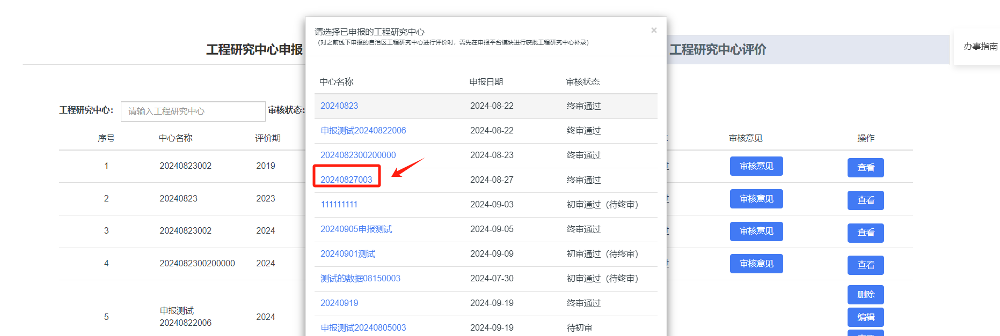 请选择已申报的工程研究中心
×
（对之前线下申报的自治区工程研究中心进行评价时，需先在申报平台模块进行获批工程研究中心补录）
工程研究中心申报
工程研究中心评价
办事指南
中心名称 申报日期 审核状态
20240823 2024-08-22 终审通过
申报测试20240822006 2024-08-22 终审通过
2024082300200000 2024-08-23 终审通过
20240827003 2024-08-27 终审通过
111111111 2024-09-03 初审通过（待终审）
20240905申报测试 2024-09-05 终审通过
20240901测试 2024-09-09 初审通过（待终审）
测试的数据08150003 2024-07-30 初审通过（待终审）
20240919 2024-09-19 终审通过
申报测试20240805003 2024-09-19 待初审
工程研究中心： 请输入工程研究中心 审核状态：
序号 中心名称 评价期 审核意见 操作
1 20240823002 2019 审核意见 查看
2 20240823 2023 审核意见 查看
3 20240823002 2024 审核意见 查看
4 2024082300200000 2024 审核意见 查看
5 申报测试 2024 删除
20240822006 编辑